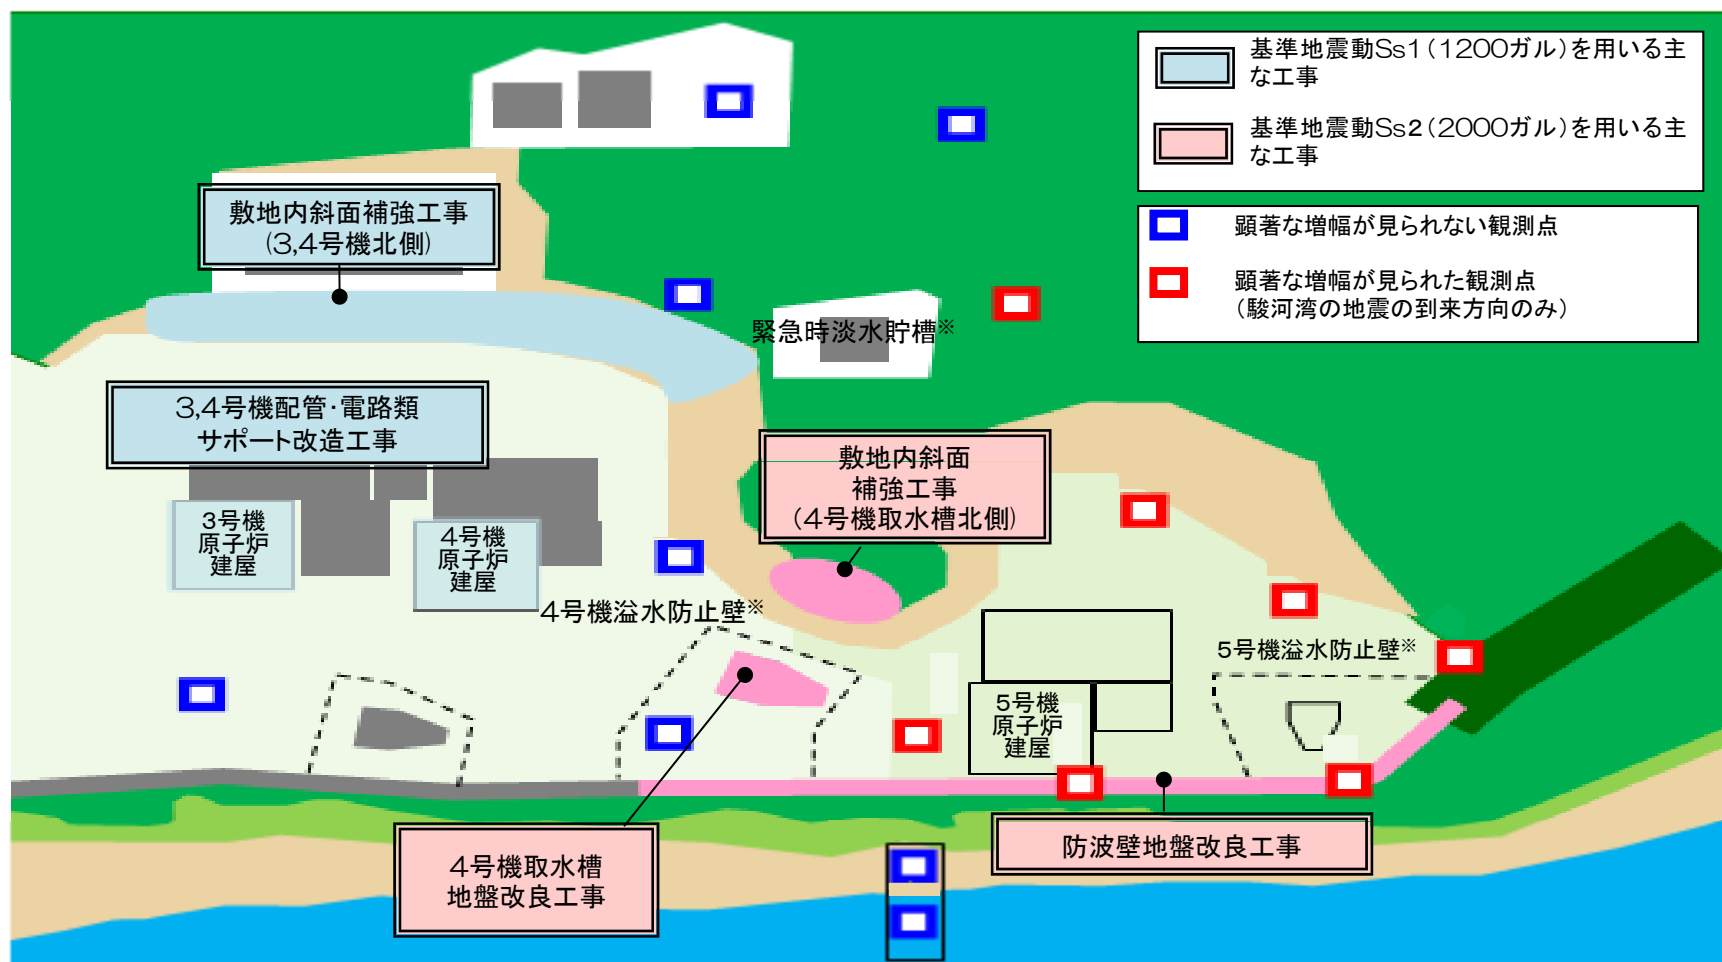 基準地震動Ss1（1200ガル）を用いる主
な工事
基準地震動Ss2（2000ガル）を用いる主
な工事
顕著な増幅が見られない観測点
顕著な増幅が見られた観測点
（駿河湾の地震の到来方向のみ）
敷地内斜面補強工事
（3,4号機北側）
緊急時淡水貯槽※
3,4号機配管・電路類
サポート改造工事
敷地内斜面
補強工事
（4号機取水槽北側）
3号機
原子炉
建屋
4号機
原子炉
建屋
4号機溢水防止壁※
5号機溢水防止壁※
5号機
原子炉
建屋
4号機取水槽
地盤改良工事
防波壁地盤改良工事